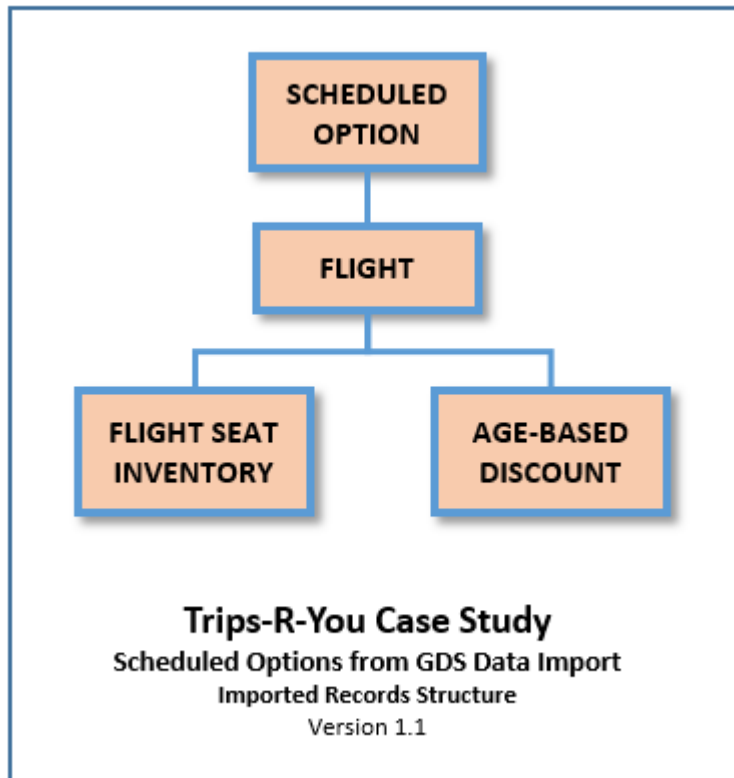 SCHEDULED
OPTION
FLIGHT
FLIGHT SEAT
INVENTORY
AGE-BASED
DISCOUNT
Trips-R-You Case Study
Scheduled Options from GDS Data Import
Imported Records Structure
Version 1.1